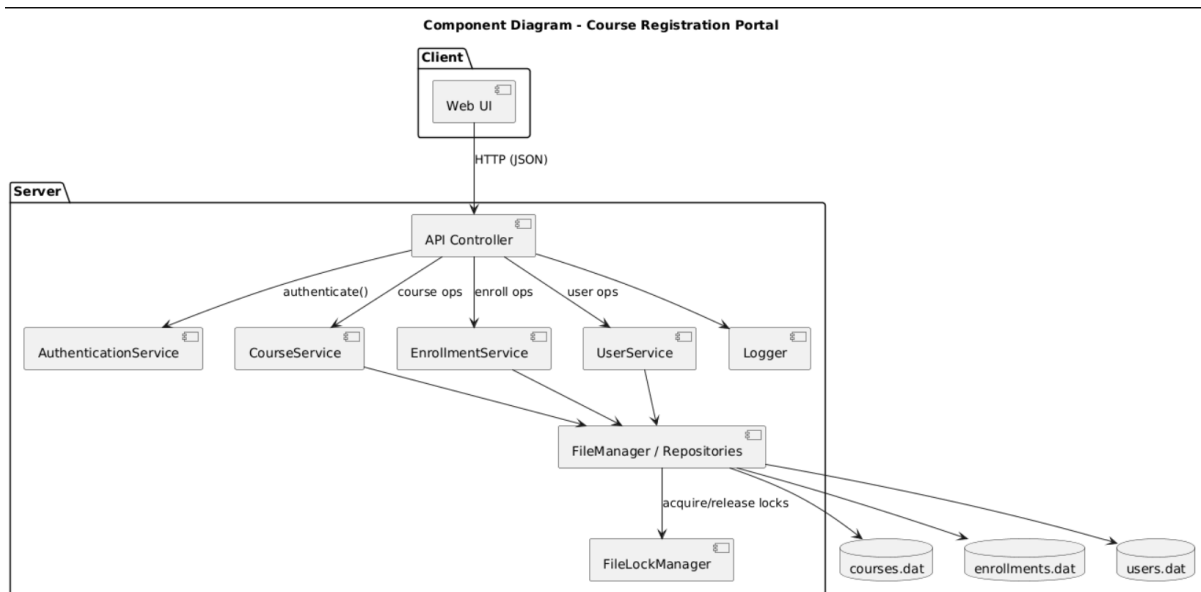 Component Diagram - Course Registration Portal
Client
Web UI
HTTP (JSON)
Server
API Controller
authenticate()
course ops
enroll ops
user ops
AuthenticationService
CourseService
EnrollmentService
UserService
Logger
FileManager / Repositories
acquire/release locks
FileLockManager
courses.dat
enrollments.dat
users.dat